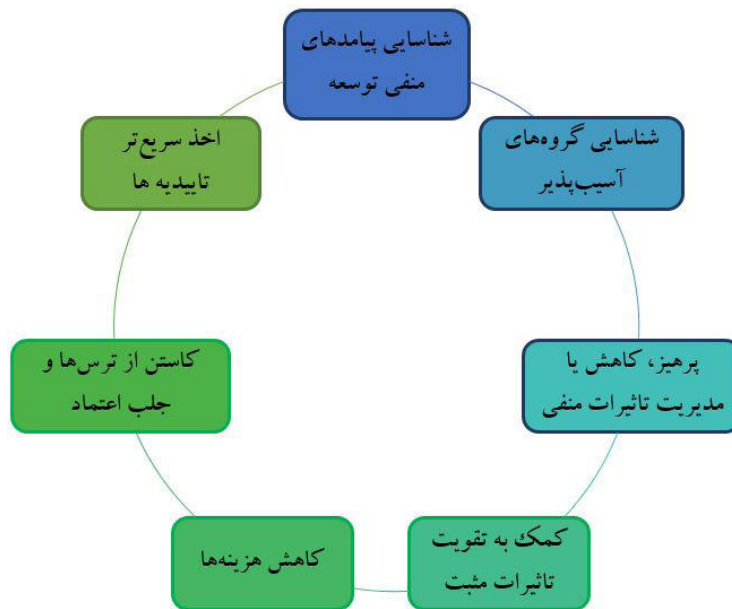 شناسایی پیامدهای
منفی توسعه
شناسایی گروه‌های
آسیب‌پذیر
پرهیز، کاهش یا
مدیریت تاثیرات منفی
کمک به تقویت
تاثیرات مثبت
کاهش هزینه‌ها
کاستن از ترس‌ها و
جلب اعتماد
اخذ سریع‌تر
تاییدیه ها